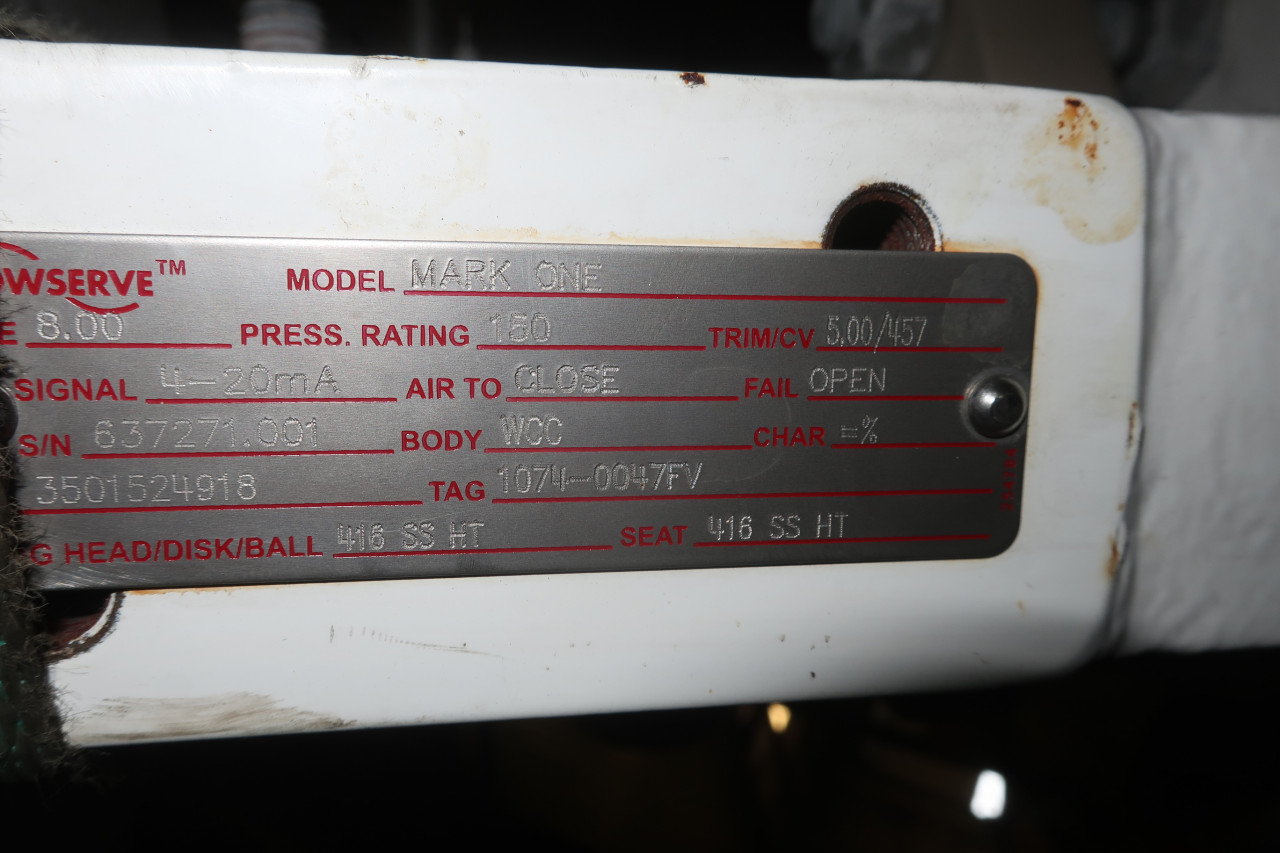 OWSERVE™ MODEL MARK ONE
E 8.00 PRESS. RATING 150 TRIM/CV 5.00/457
SIGNAL 4-20mA AIR TO CLOSE FAIL OPEN
S/N 637271.001 BODY WCC CHAR =%
3501524918 TAG 1074-0047FV
G HEAD/DISK/BALL 416 SS HT SEAT 416 SS HT